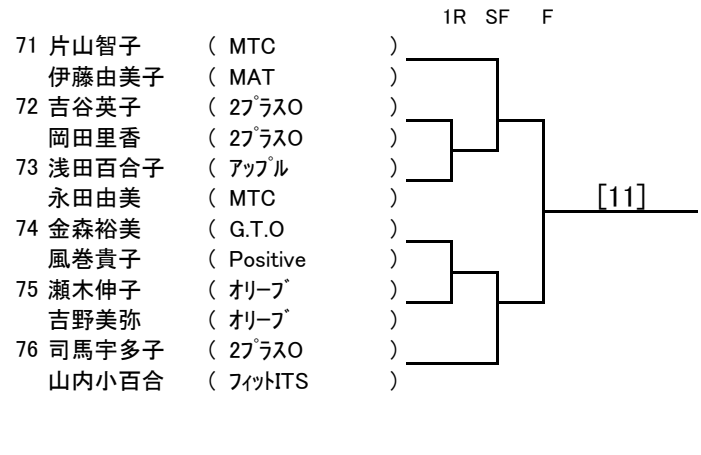 1R SF F
71 片山智子 ( MTC )
伊藤由美子 ( MAT )
72 吉谷英子 ( 2プラスO )
岡田里香 ( 2プラスO )
73 浅田百合子 ( アップル )
永田由美 ( MTC )
[11]
74 金森裕美 ( G.T.O )
風巻貴子 ( Positive )
75 瀬木伸子 ( オリーブ )
吉野美弥 ( オリーブ )
76 司馬宇多子 ( 2プラスO )
山内小百合 ( フィットITS )